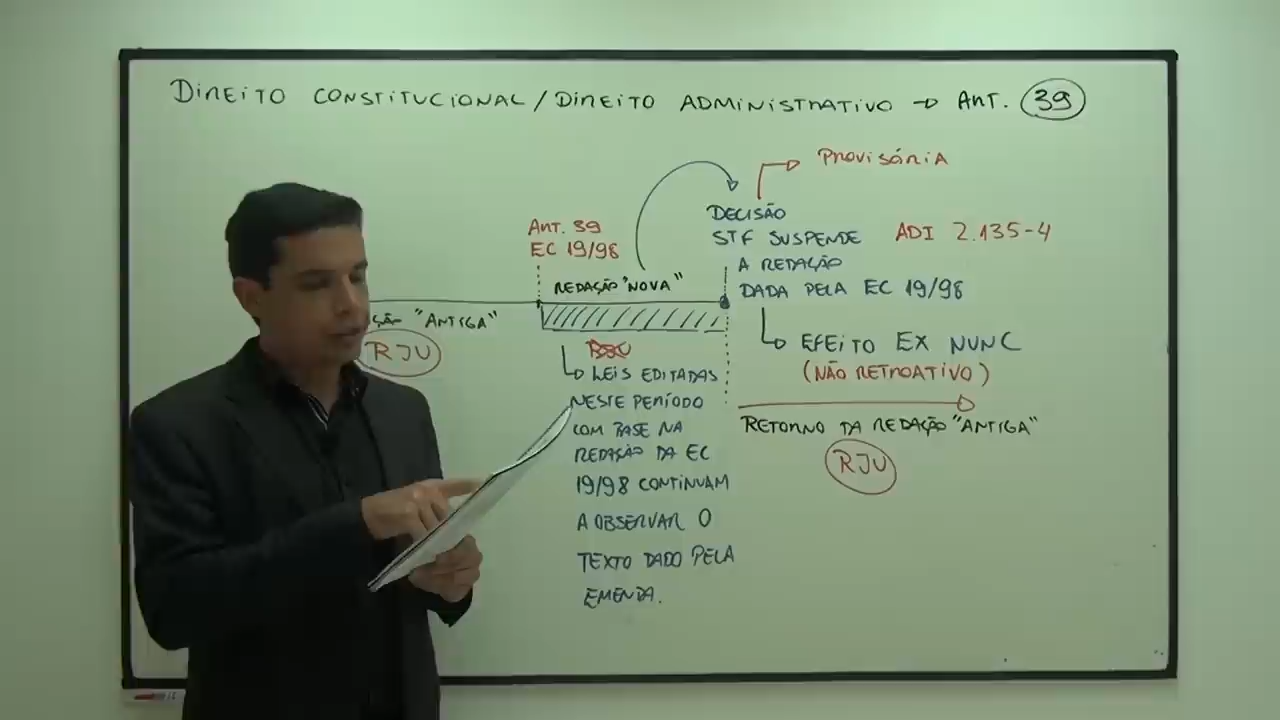 DIREITO CONSTITUCIONAL / DIREITO ADMINISTRATIVO → ART. 39
PROVISÓRIA
ART. 39
EC 19/98
DECISÃO
STF SUSPENDE
A REDAÇÃO
DADA PELA EC 19/98
ADI 2.135-4
REDAÇÃO "NOVA"
ÇÃO "ANTIGA"
RJU
RJU
LEIS EDITADAS
NESTE PERÍODO
COM BASE NA
REDAÇÃO DA EC
19/98 CONTINUAM
A OBSERVAR O
TEXTO DADO PELA
EMENDA.
EFEITO EX NUNC
(NÃO RETROATIVO)
RETORNO DA REDAÇÃO "ANTIGA"
RJU